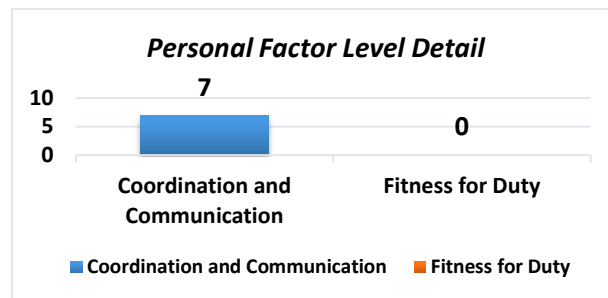 Personal Factor Level Detail
7
10
5
0
0
Coordination and
Communication
Fitness for Duty
Coordination and Communication
Fitness for Duty